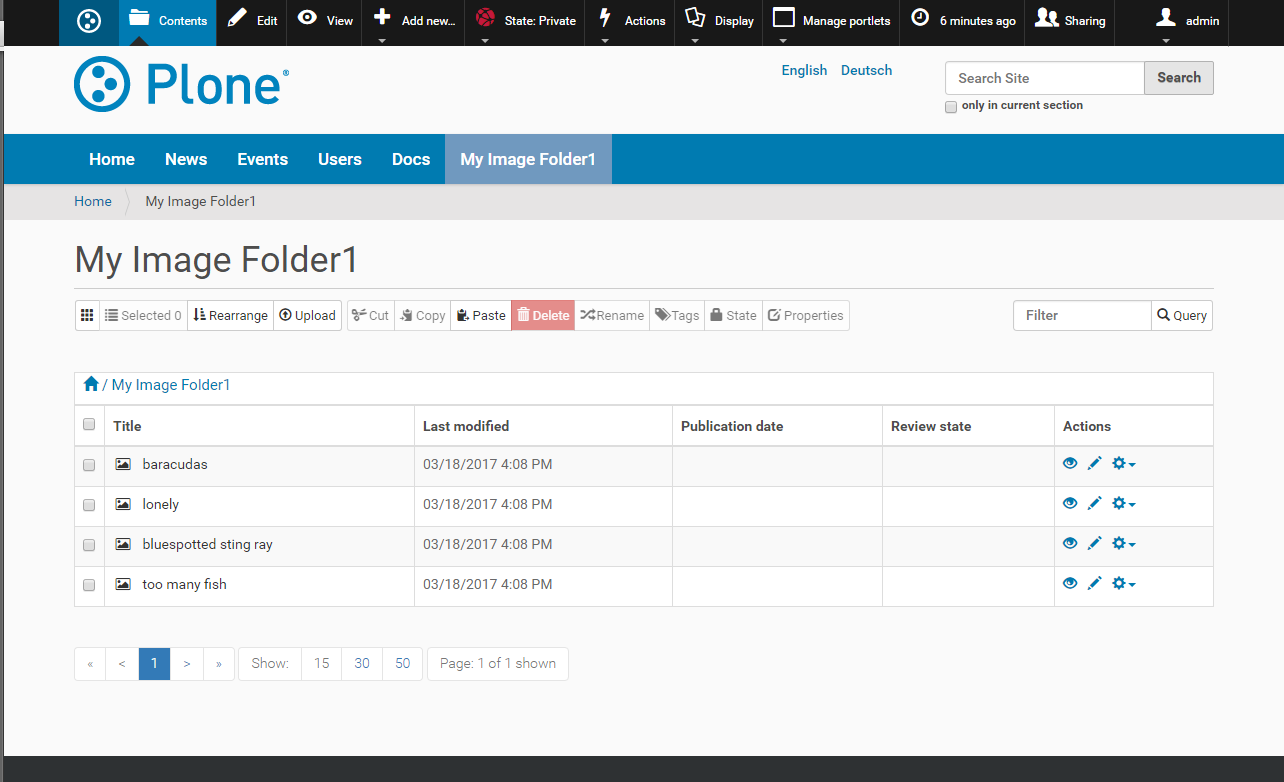 Contents Edit View Add new... State: Private Actions Display Manage portlets 6 minutes ago Sharing admin
Plone®
English Deutsch
Search Site Search
only in current section
Home News Events Users Docs My Image Folder1
Home My Image Folder1
My Image Folder1
Selected 0 Rearrange Upload Cut Copy Paste Delete Rename Tags State Properties Filter Query
/ My Image Folder1
Title Last modified Publication date Review state Actions
baracudas 03/18/2017 4:08 PM
lonely 03/18/2017 4:08 PM
bluespotted sting ray 03/18/2017 4:08 PM
too many fish 03/18/2017 4:08 PM
« < 1 > » Show: 15 30 50 Page: 1 of 1 shown